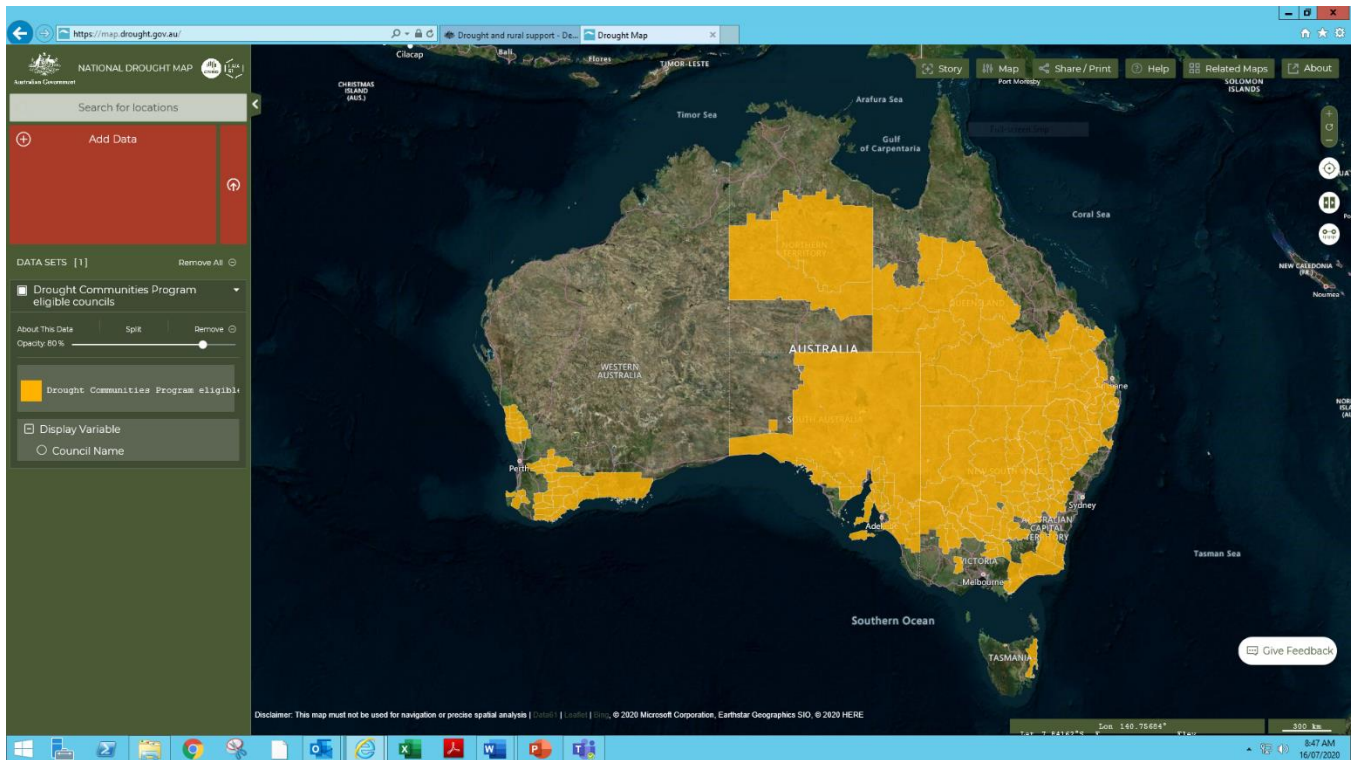 https://map.drought.gov.au/
Drought and rural support - De...
Drought Map
Australian Government
NATIONAL DROUGHT MAP
Search for locations
Add Data
DATA SETS [1]
Remove All
Drought Communities Program
eligible councils
About This Data
Split
Remove
Opacity: 80 %
Drought Communities Program eligible
Display Variable
Council Name
Story
Map
Share / Print
Help
Related Maps
About
Cilacap
Bali
Flores
TIMOR-LESTE
CHRISTMAS
ISLAND
(AUS.)
Port Moresby
SOLOMON
ISLANDS
Arafura Sea
Timor Sea
Gulf
of Carpentaria
Coral Sea
NORTHERN
TERRITORY
QUEENSLAND
NEW CALEDONIA
(FR.)
Noumea
AUSTRALIA
WESTERN
AUSTRALIA
SOUTH AUSTRALIA
NEW SOUTH WALES
Perth
Sydney
CAPITAL
VICTORIA
Melbourne
Tasman Sea
Southern Ocean
TASMANIA
Give Feedback
Disclaimer: This map must not be used for navigation or precise spatial analysis | Data61 | Leaflet | Bing, © 2020 Microsoft Corporation, Earthstar Geographics SIO, © 2020 HERE
Lon 140.75684°
300 km
8:47 AM
16/07/2020